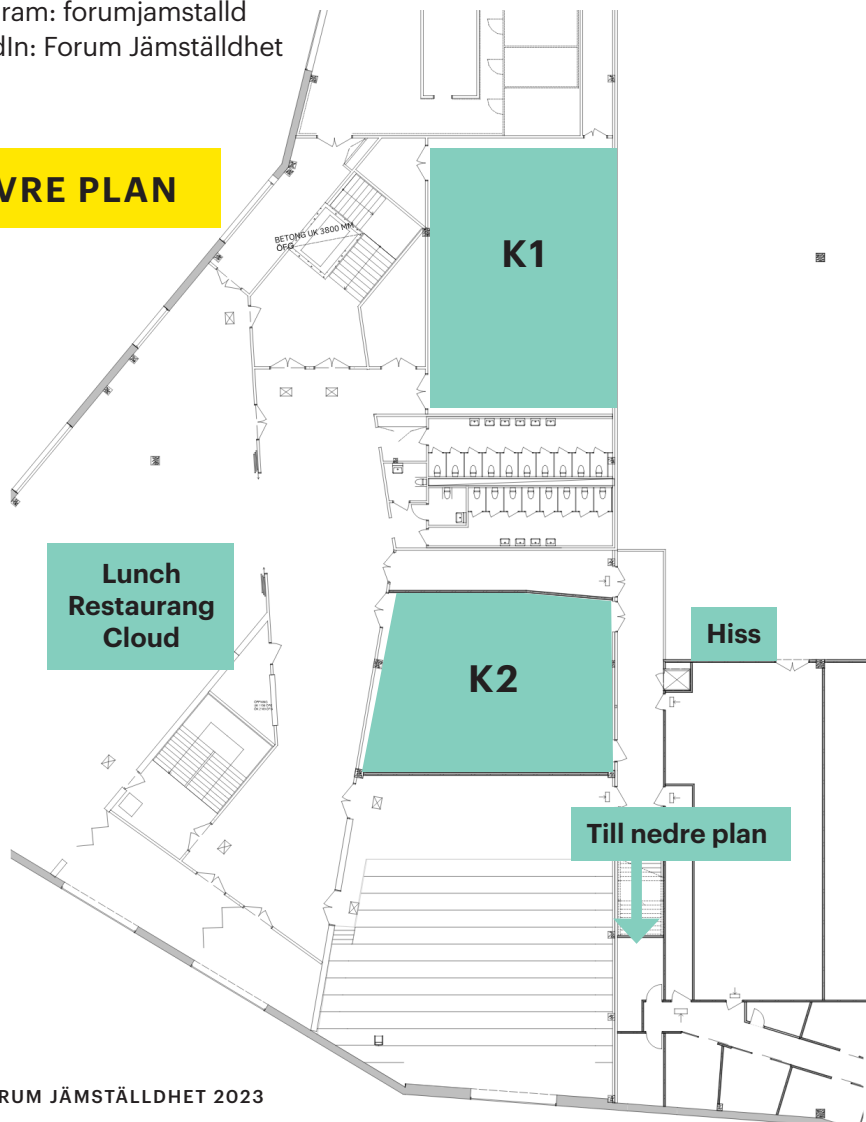 ram: forumjamstalld
dIn: Forum Jämställdhet
VRE PLAN
BETONG UK 3800 MM
ÖFG
K1
Lunch
Restaurang
Cloud
Hiss
K2
Till nedre plan
RUM JÄMSTÄLLDHET 2023